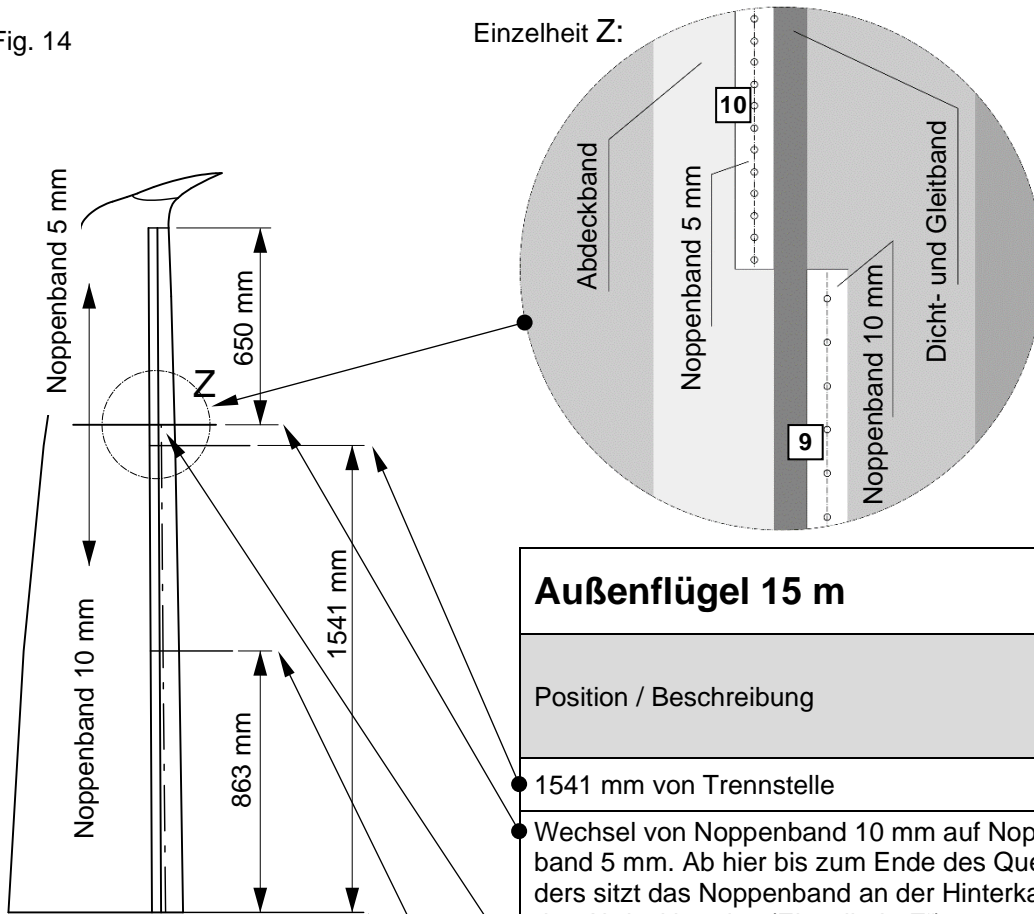 Fig. 14
Einzelheit Z:
Noppenband 5 mm
650 mm
Z
1541 mm
863 mm
Noppenband 10 mm
Abdeckband
10
Noppenband 5 mm
Dicht- und Gleitband
Noppenband 10 mm
9
Außenflügel 15 m
Position / Beschreibung
1541 mm von Trennstelle
Wechsel von Noppenband 10 mm auf Nop
band 5 mm. Ab hier bis zum Ende des Que
ders sitzt das Noppenband an der Hinterka